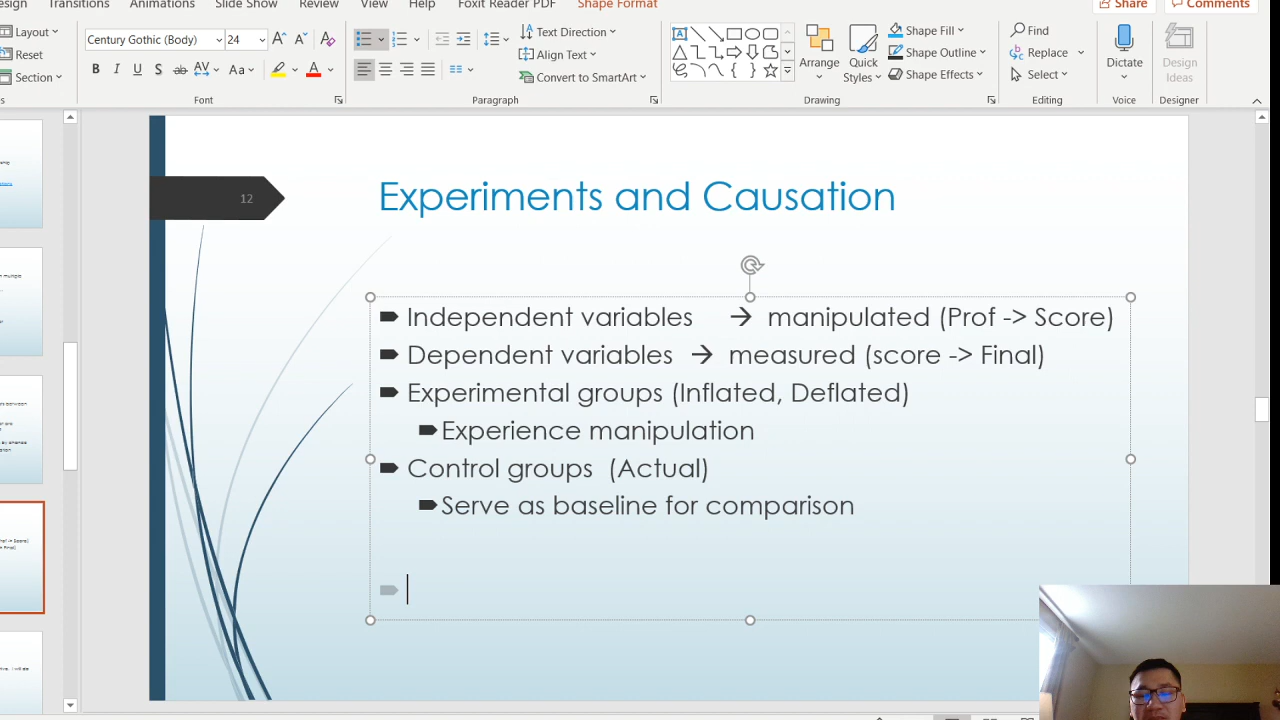 esign Transitions Animations Slide Show Review View Help Foxit Reader PDF Shape Format Share Comments
Layout
Reset
Section
Century Gothic (Body) 24
B I U S ab AV Aa A
Font
Text Direction
Align Text
Convert to SmartArt
Paragraph
Arrange
Quick Styles
Shape Fill
Shape Outline
Shape Effects
Drawing
Find
Replace
Select
Editing
Dictate
Voice
Design Ideas
Designer
12
Experiments and Causation
Independent variables → manipulated (Prof -> Score)
Dependent variables → measured (score -> Final)
Experimental groups (Inflated, Deflated)
Experience manipulation
Control groups (Actual)
Serve as baseline for comparison